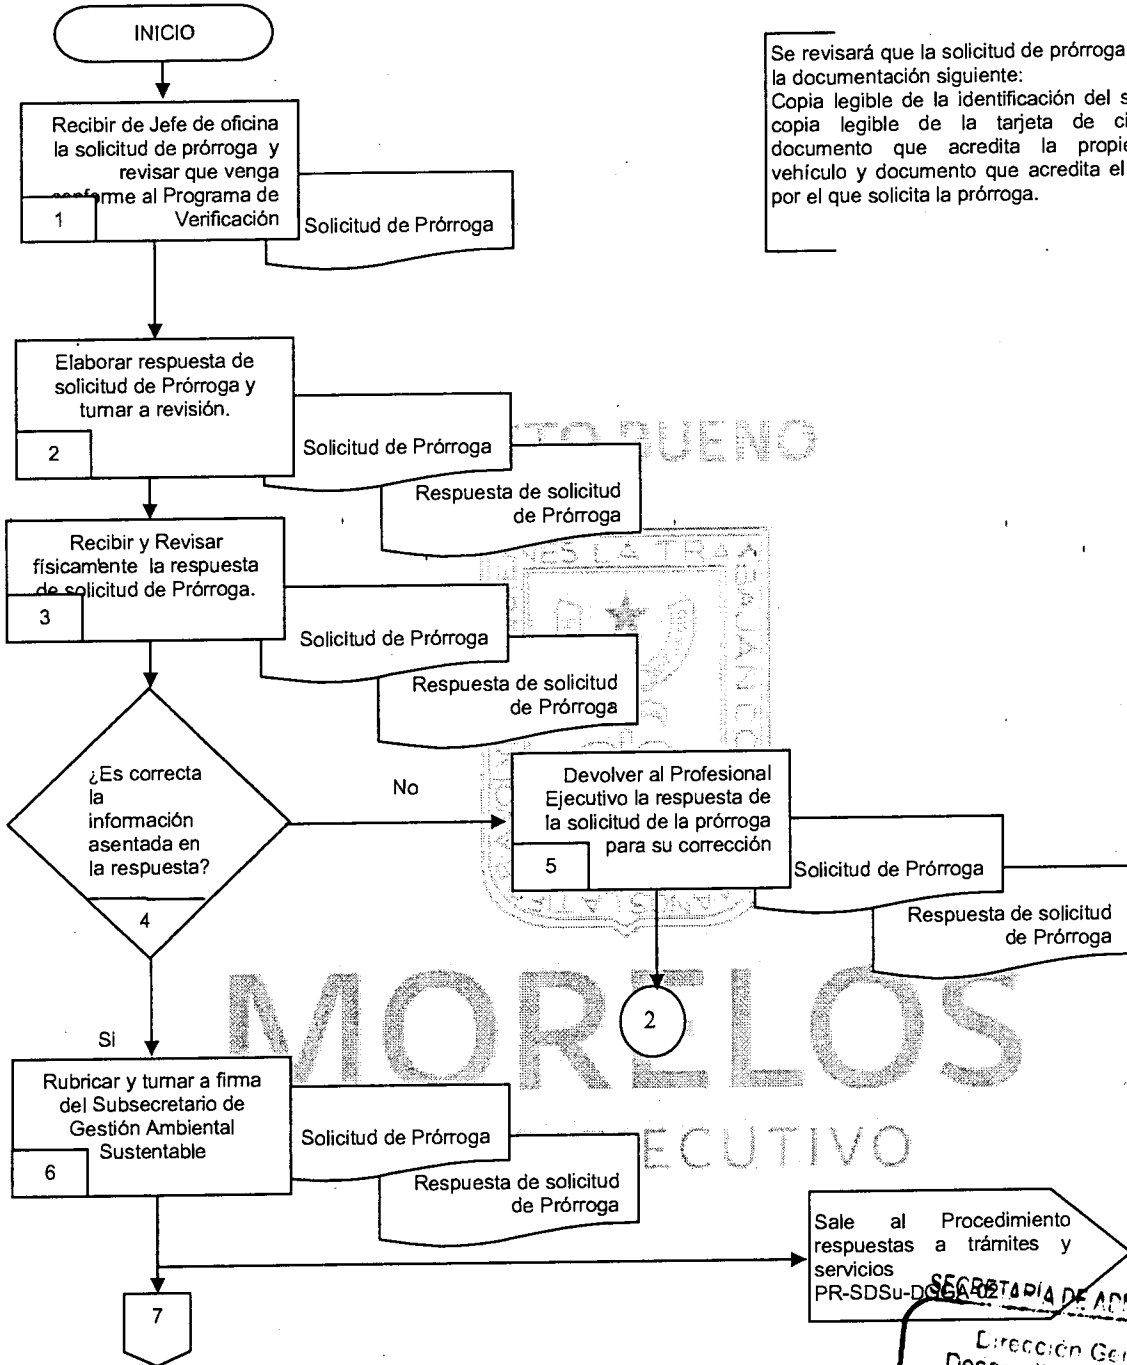 INICIO
Se revisará que la solicitud de prórroga
la documentación siguiente:
Copia legible de la identificación del
copia legible de la tarjeta de
documento que acredita la
vehículo y documento que acredita el
por el que solicita la prórroga.
Recibir de Jefe de oficina
la solicitud de prórroga y
revisar que venga
conforme al Programa de
Verificación
1
Solicitud de Prórroga
Elaborar respuesta de
solicitud de Prórroga y
turnar a revisión.
2
Solicitud de Prórroga
Respuesta de solicitud
de Prórroga
BUENO
Recibir y Revisar
físicamente la respuesta
de solicitud de Prórroga.
3
Solicitud de Prórroga
Respuesta de solicitud
de Prórroga
¿Es correcta
la
información
asentada en
la respuesta?
4
No
Devolver al Profesional
Ejecutivo la respuesta de
la solicitud de la prórroga
para su corrección
5
Solicitud de Prórroga
Respuesta de solicitud
de Prórroga
2
MORELOS
Si
Rubricar y turnar a firma
del Subsecretario de
Gestión Ambiental
Sustentable
6
Solicitud de Prórroga
Respuesta de solicitud
de Prórroga
ECUTIVO
Sale al Procedimiento
respuestas a trámites y
servicios
PR-SDSu-DGGA-02
SECRETARÍA DE
Dirección
7